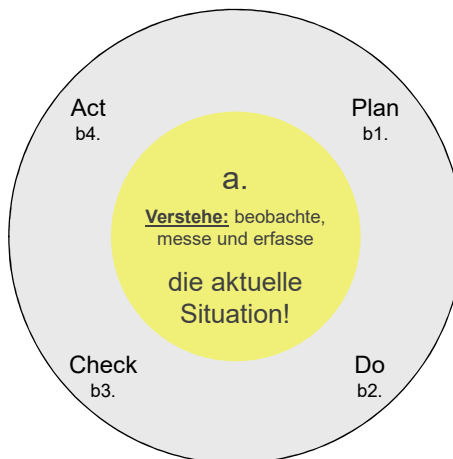 Act
b4.
Plan
b1.
a.
Verstehe: beobachte,
messe und erfasse
die aktuelle
Situation!
Check
b3.
Do
b2.